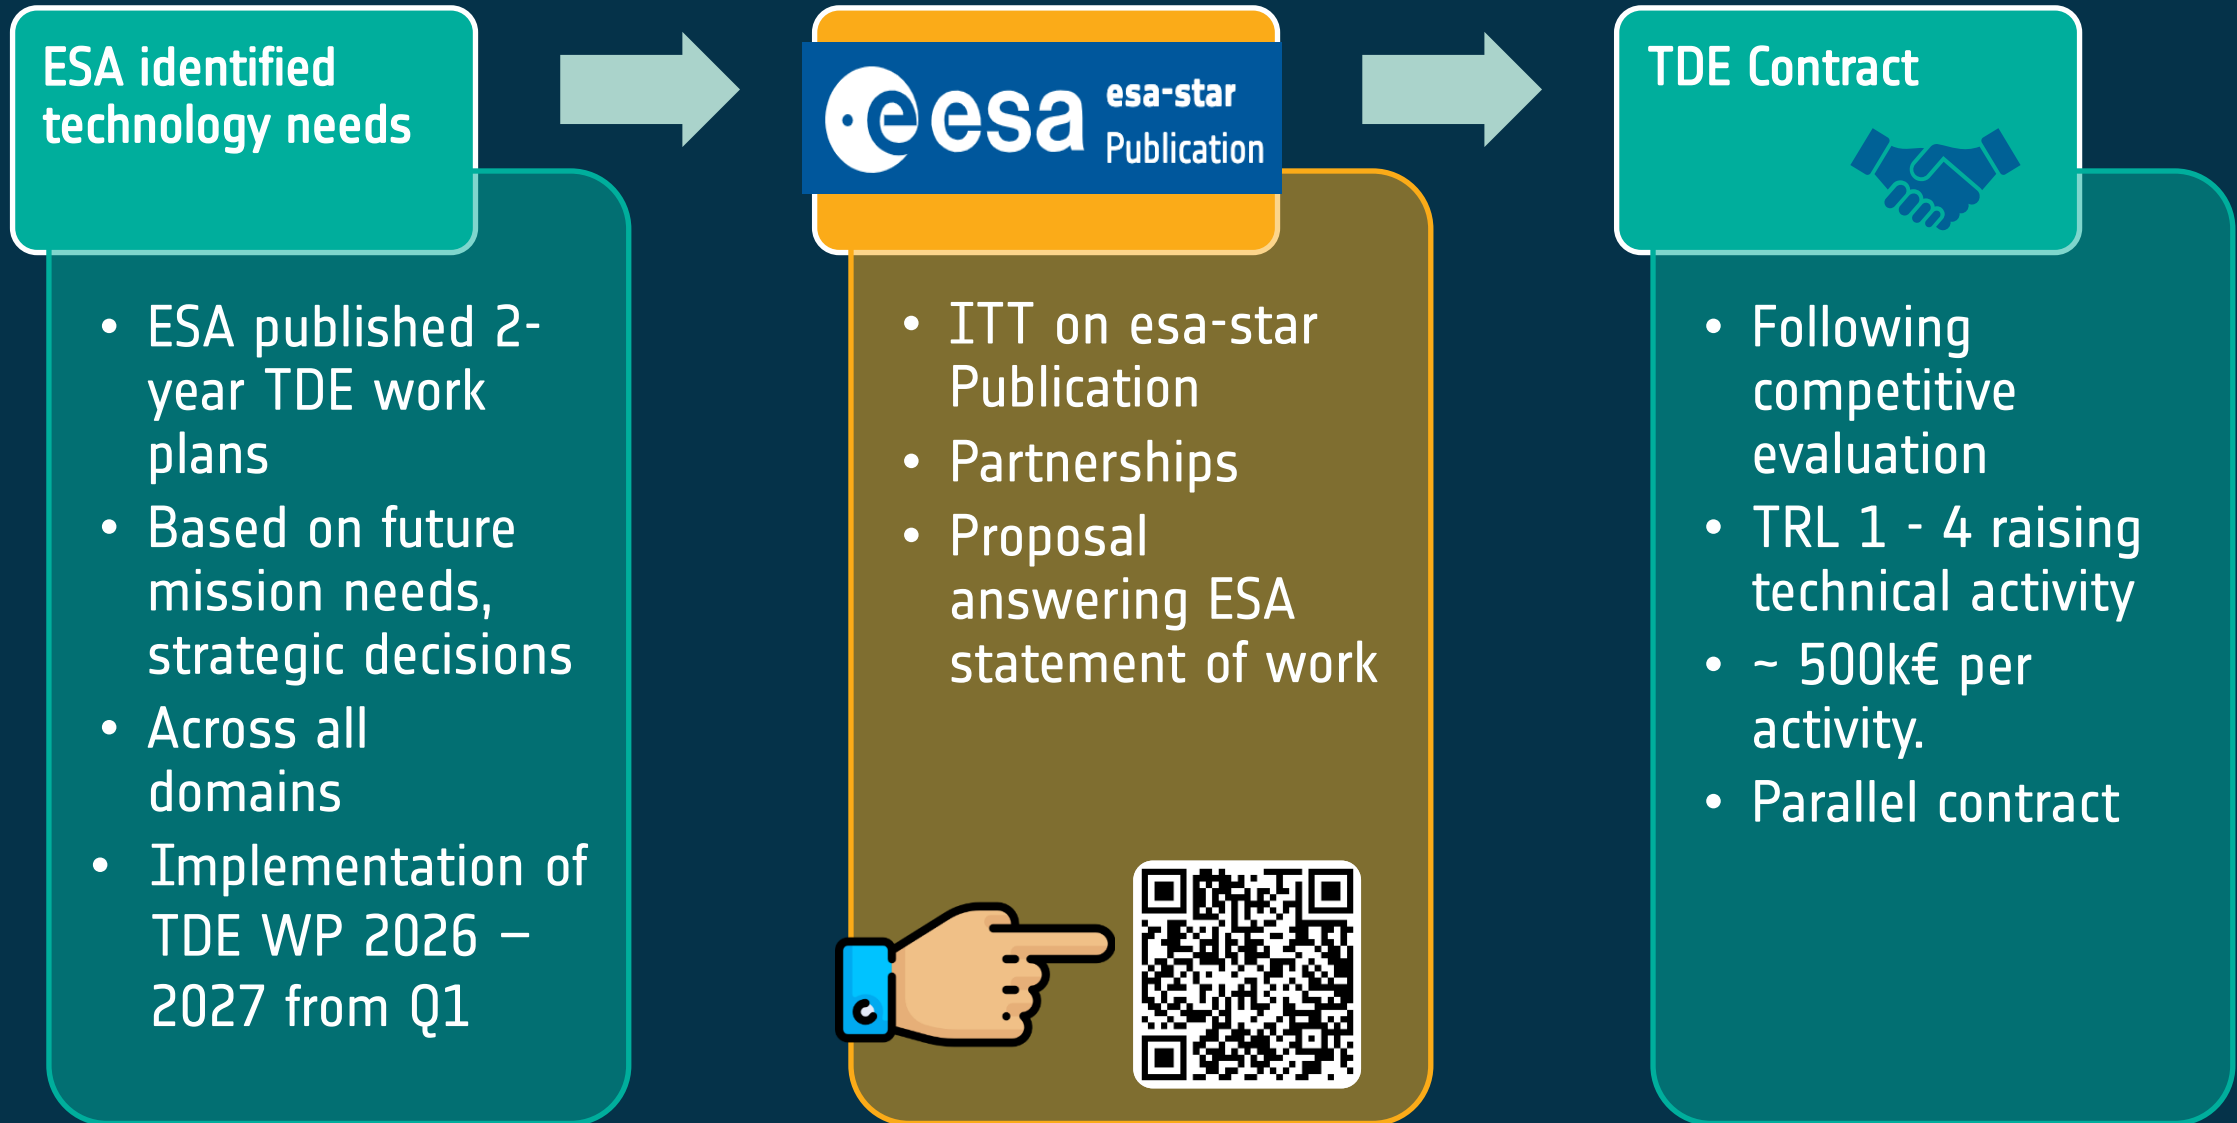 ESA identified
technology needs
• ESA published 2-
year TDE work
plans
• Based on future
mission needs,
strategic decisions
• Across all
domains
• Implementation of
TDE WP 2026 –
2027 from Q1
esa
esa-star
Publication
• ITT on esa-star
Publication
• Partnerships
• Proposal
answering ESA
statement of work
TDE Contract
• Following
competitive
evaluation
• TRL 1 - 4 raising
technical activity
• ~ 500k€ per
activity.
• Parallel contract